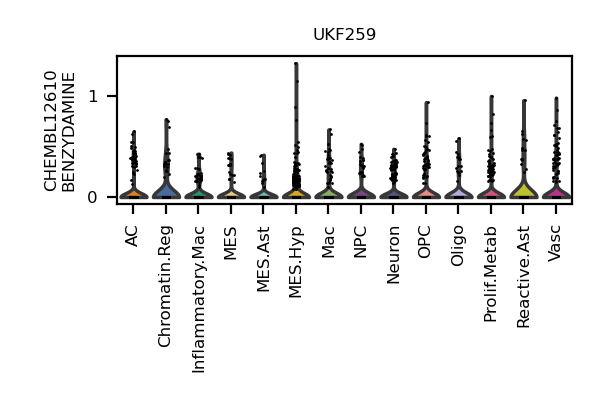 UKF259
CHEMBL12610
BENZYDAMINE
1
0
AC
Chromatin.Reg
Inflammatory.Mac
MES
MES.Ast
MES.Hyp
Mac
NPC
Neuron
OPC
Oligo
Prolif.Metab
Reactive.Ast
Vasc